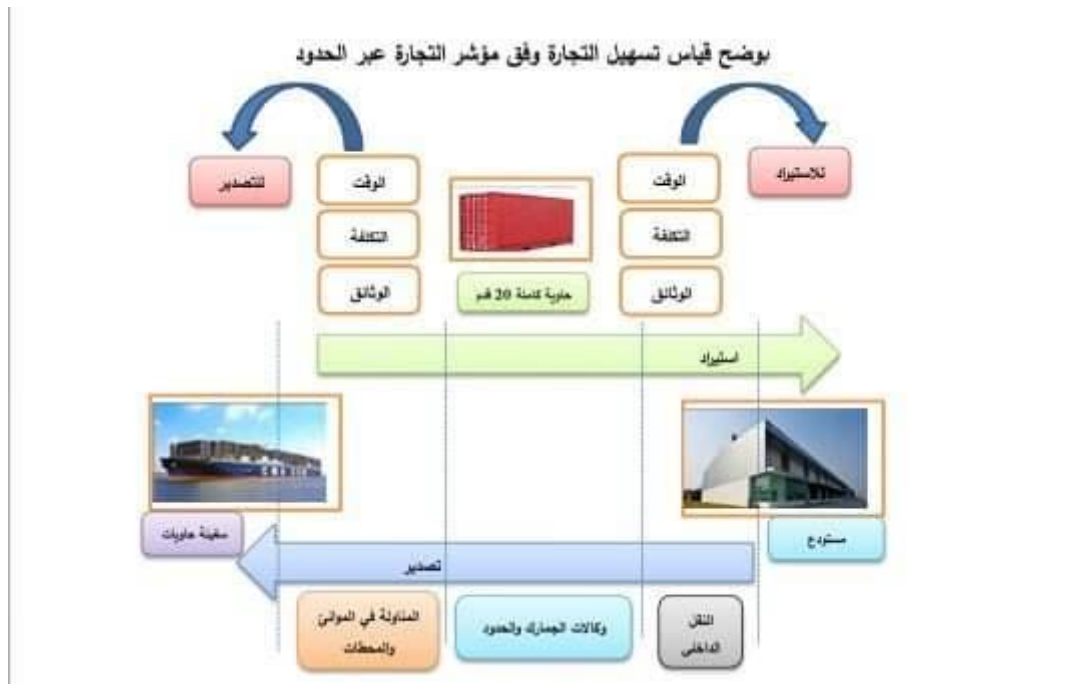 يوضح قياس تسهيل التجارة وفق مؤشر التجارة عبر الحدود
للاستيراد
الوقت
التكلفة
الوثائق
حاوية كاملة 20 قدم
الوقت
التكلفة
الوثائق
للتصدير
استيراد
مستودع
سفينة حاويات
تصدير
النقل
الداخلي
وكالات الجمارك والحدود
المناولة في الموانئ
والمحطات